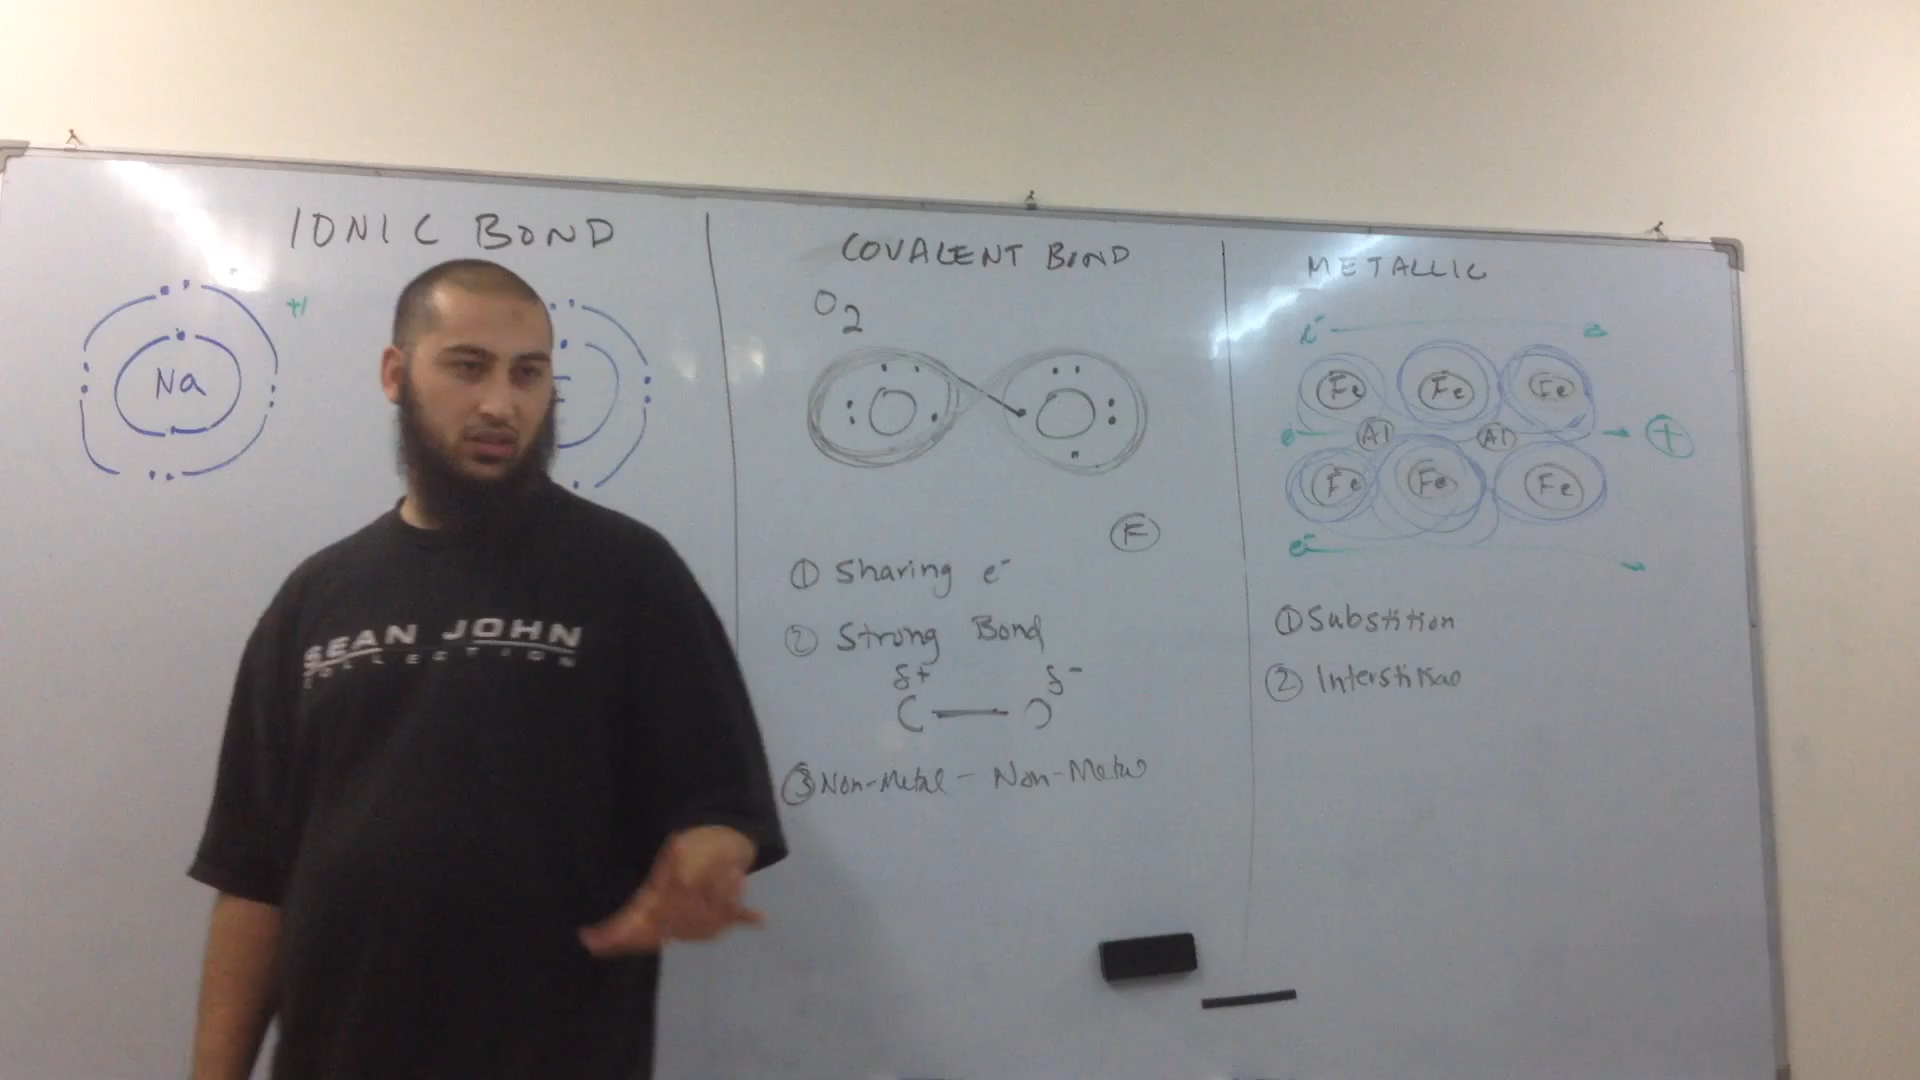 IONIC BOND
Na
+1
SEAN JOHN
COLLECTION
COVALENT BOND
O2
F
① Sharing e-
② Strong Bond
δ+ δ-
C — O
③ Non-Metal - Non-Metal
METALLIC
e-
Fe Fe Fe
e Al Al +
Fe Fe Fe
e-
① Substition
② Interstitial